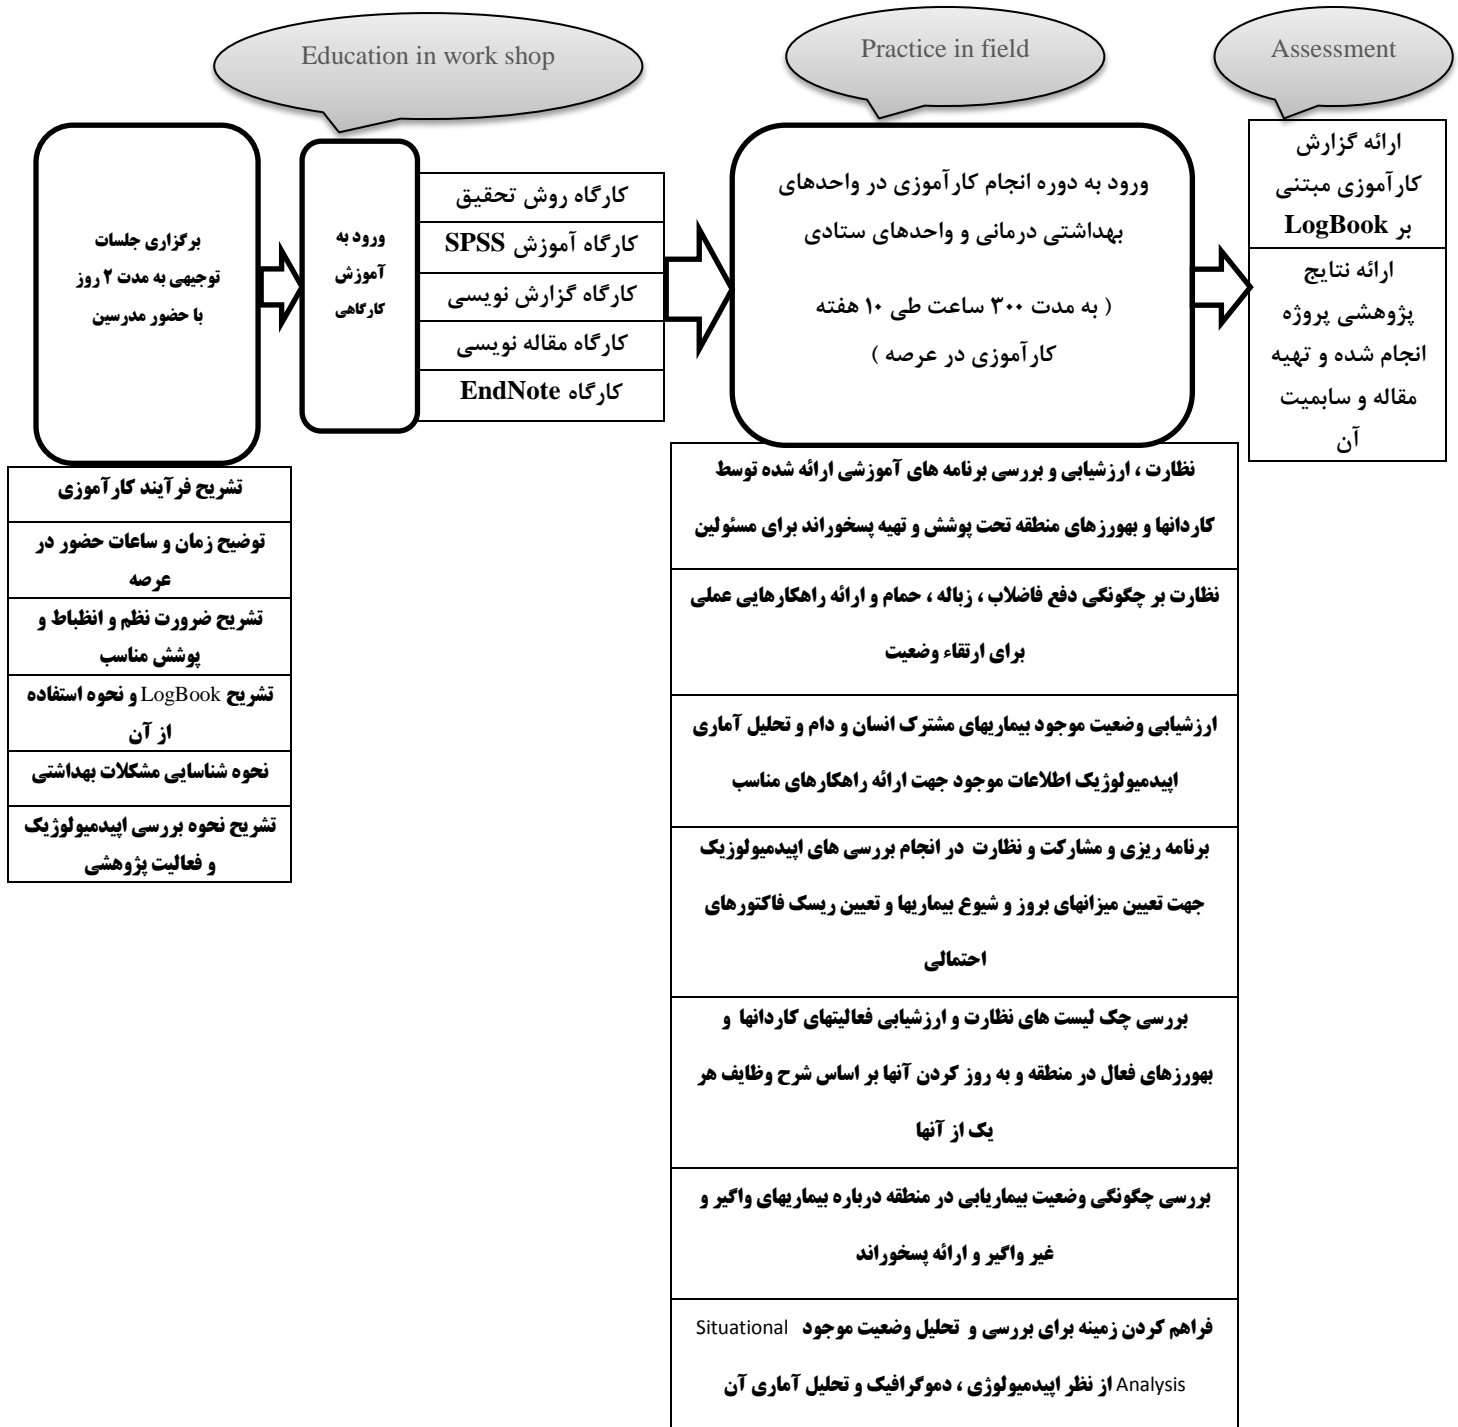 Education in work shop
Practice in field
Assessment
برگزاری جلسات
توجیهی به مدت ۲ روز
با حضور مدرسین
تشریح فرآیند کارآموزی
توضیح زمان و ساعات حضور در
عرصه
تشریح ضرورت نظم و انظباط و
پوشش مناسب
تشریح LogBook و نحوه استفاده
از آن
نحوه شناسایی مشکلات بهداشتی
تشریح نحوه بررسی اپیدمیولوژیک
و فعالیت پژوهشی
ورود به
آموزش
کارگاهی
کارگاه روش تحقیق
کارگاه آموزش SPSS
کارگاه گزارش نویسی
کارگاه مقاله نویسی
کارگاه EndNote
ورود به دوره انجام کارآموزی در واحدهای
بهداشتی درمانی و واحدهای ستادی
( به مدت ۳۰۰ ساعت طی ۱۰ هفته
کارآموزی در عرصه )
نظارت ، ارزشیابی و بررسی برنامه های آموزشی ارائه شده توسط
کاردانها و بهورزهای منطقه تحت پوشش و تهیه پسخوراند برای مسئولین
نظارت بر چگونگی دفع فاضلاب ، زباله ، حمام و ارائه راهکارهایی عملی
برای ارتقاء وضعیت
ارزشیابی وضعیت موجود بیماریهای مشترک انسان و دام و تحلیل آماری
اپیدمیولوژیک اطلاعات موجود جهت ارائه راهکارهای مناسب
برنامه ریزی و مشارکت و نظارت در انجام بررسی های اپیدمیولوزیک
جهت تعیین میزانهای بروز و شیوع بیماریها و تعیین ریسک فاکتورهای
احتمالی
بررسی چک لیست های نظارت و ارزشیابی فعالیتهای کاردانها و
بهورزهای فعال در منطقه و به روز کردن آنها بر اساس شرح وظایف هر
یک از آنها
بررسی چگونگی وضعیت بیماریابی در منطقه درباره بیماریهای واگیر و
غیر واگیر و ارائه پسخوراند
فراهم کردن زمینه برای بررسی و تحلیل وضعیت موجود Situational
Analysis از نظر اپیدمیولوژی ، دموگرافیک و تحلیل آماری آن
ارائه گزارش
کارآموزی مبتنی
بر LogBook
ارائه نتایج
پژوهشی پروژه
انجام شده و تهیه
مقاله و سابمیت
آن